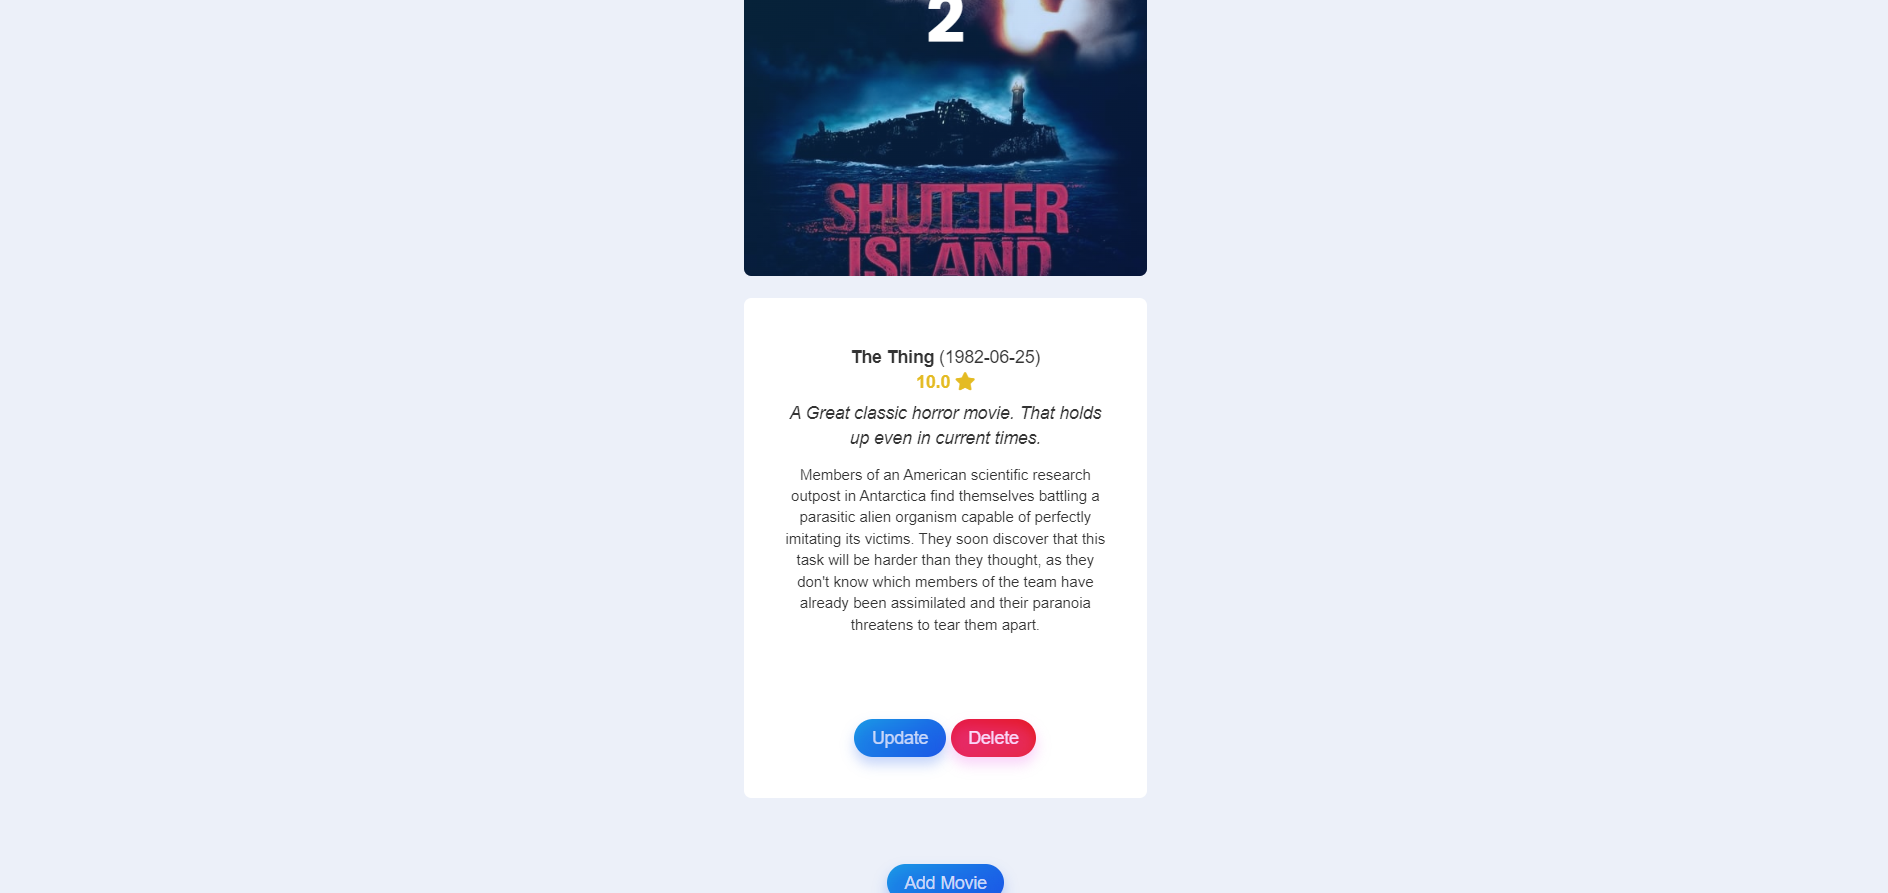 2
SHUTTER
ISLAND
The Thing (1982-06-25)
10.0
A Great classic horror movie. That holds
up even in current times.
Members of an American scientific research
outpost in Antarctica find themselves battling a
parasitic alien organism capable of perfectly
imitating its victims. They soon discover that this
task will be harder than they thought, as they
don't know which members of the team have
already been assimilated and their paranoia
threatens to tear them apart.
Update Delete
Add Movie